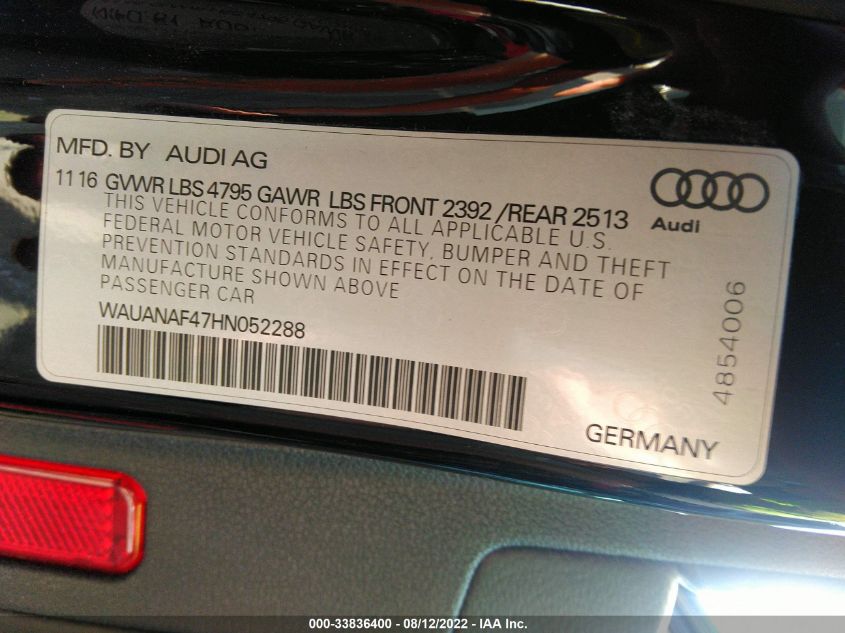 MFD. BY AUDI AG
11 16 GVWR LBS 4795 GAWR LBS FRONT 2392 /REAR 2513
THIS VEHICLE CONFORMS TO ALL APPLICABLE U.S.
FEDERAL MOTOR VEHICLE SAFETY, BUMPER AND THEFT
PREVENTION STANDARDS IN EFFECT ON THE DATE OF
MANUFACTURE SHOWN ABOVE
PASSENGER CAR
WAUANAF47HN052288
Audi
4854006
GERMANY
000-33836400 - 08/12/2022 - IAA Inc.